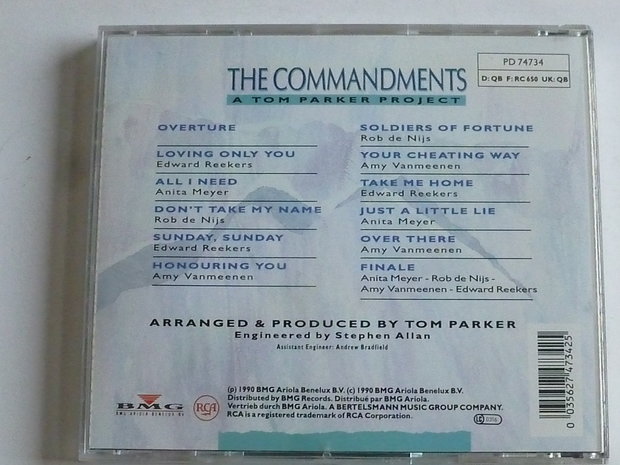 THE COMMANDMENTS
A TOM PARKER PROJECT
PD 74734
D: QB F: RC 650 UK: QB
OVERTURE
LOVING ONLY YOU
Edward Reekers
ALL I NEED
Anita Meyer
DON'T TAKE MY NAME
Rob de Nijs
SUNDAY, SUNDAY
Edward Reekers
HONOURING YOU
Amy Vanmeenen
SOLDIERS OF FORTUNE
Rob de Nijs
YOUR CHEATING WAY
Amy Vanmeenen
TAKE ME HOME
Edward Reekers
JUST A LITTLE LIE
Anita Meyer
OVER THERE
Amy Vanmeenen
FINALE
Anita Meyer - Rob de Nijs -
Amy Vanmeenen - Edward Reekers
ARRANGED & PRODUCED BY TOM PARKER
Engineered by Stephen Allan
Assistant Engineer: Andrew Bradfield
BMG
BMG ARIOLA BENELUX BV
RCA
(p) 1990 BMG Ariola Benelux B.V. (c) 1990 BMG Ariola Benelux B.V.
Distributed by BMG Records. Distribué par BMG Ariola.
Vertrieb durch BMG Ariola. A BERTELSMANN MUSIC GROUP COMPANY.
RCA is a registered trademark of RCA Corporation.
LC 0316
0 035627 473425